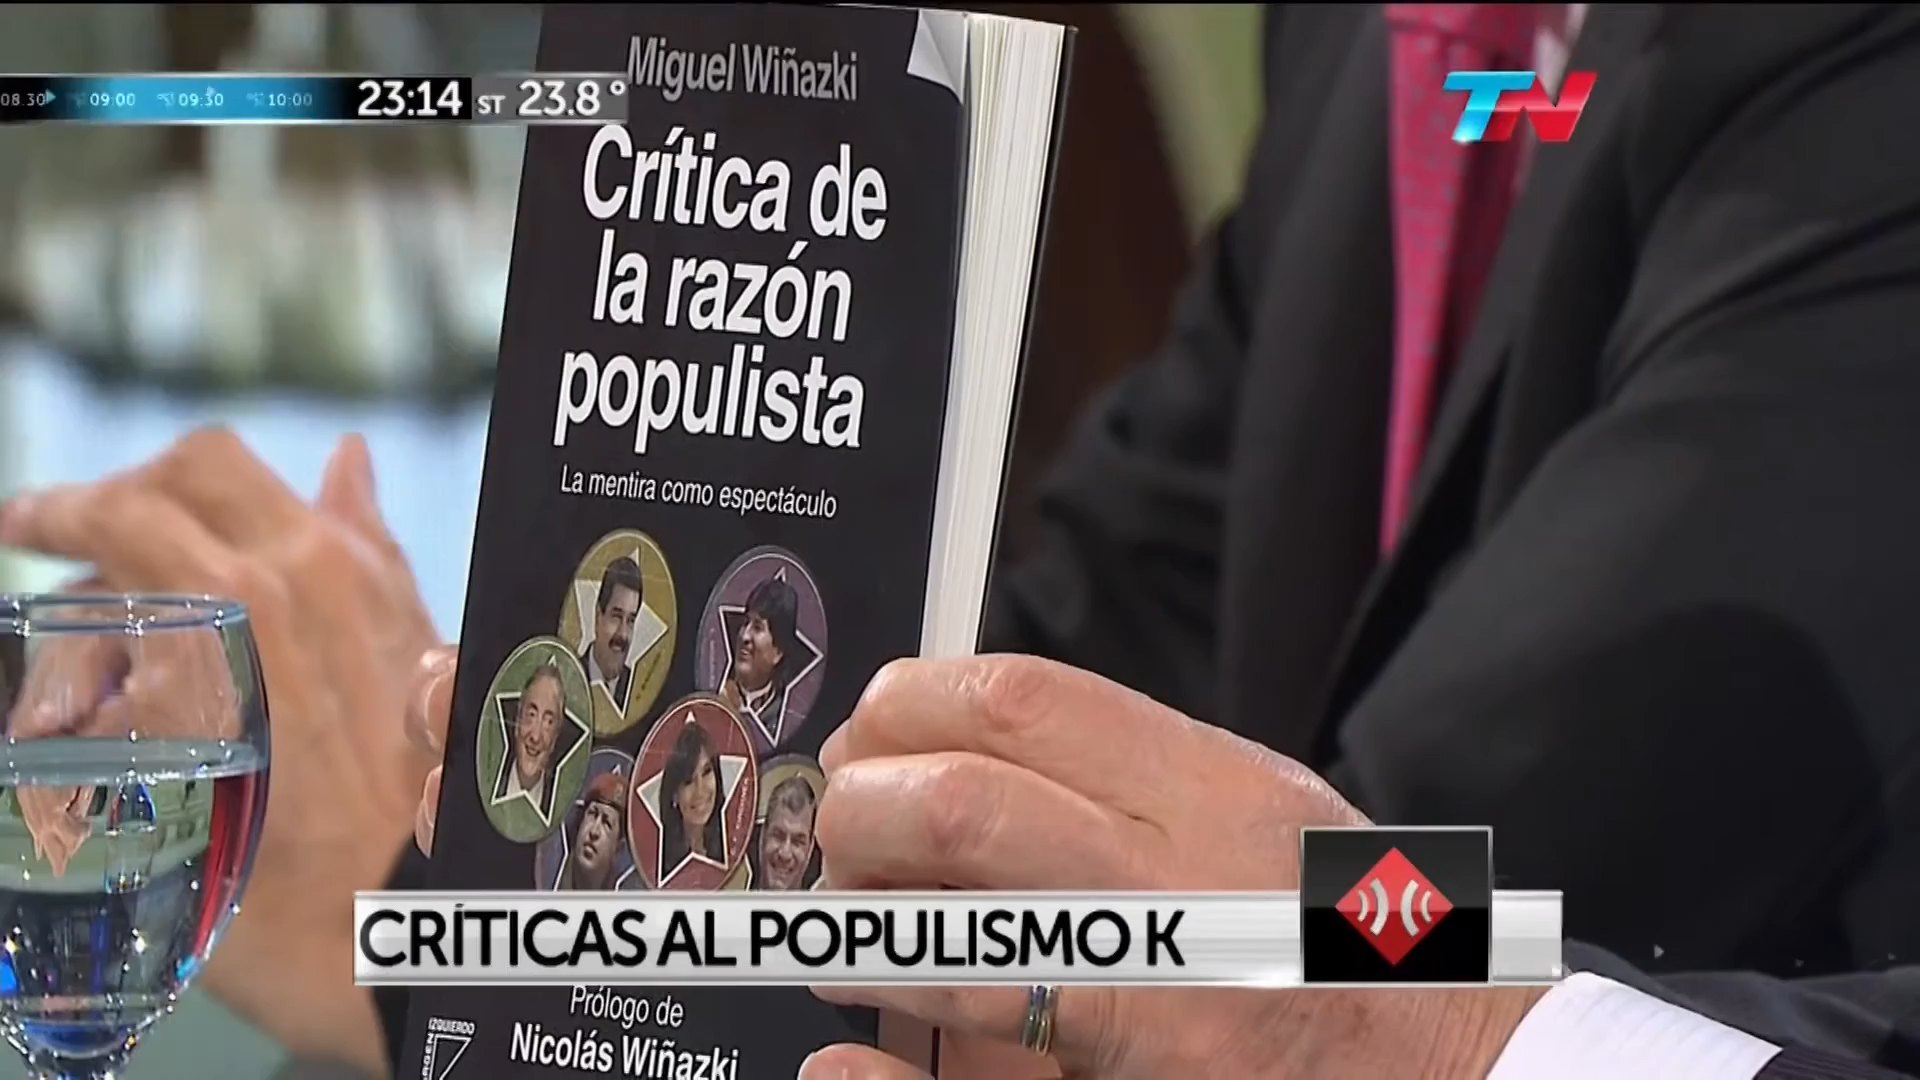 08.30 09:00 09:30 10:00 23:14 ST 23.8°
TN
Miguel Wiñazki
Crítica de
la razón
populista
La mentira como espectáculo
CRÍTICAS AL POPULISMO K
Prólogo de
Nicolás Wiñazki
IZQUIERDO